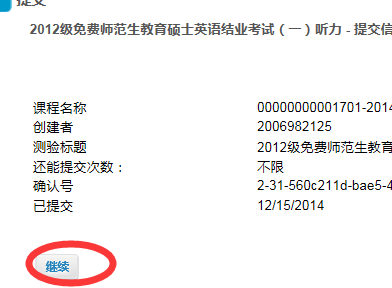 提交
2012级免费师范生教育硕士英语结业考试（一）听力 - 提交信
课程名称 00000000001701-2014
创建者 2006982125
测验标题 2012级免费师范生教育
还能提交次数： 不限
确认号 2-31-560c211d-bae5-4
已提交 12/15/2014
继续